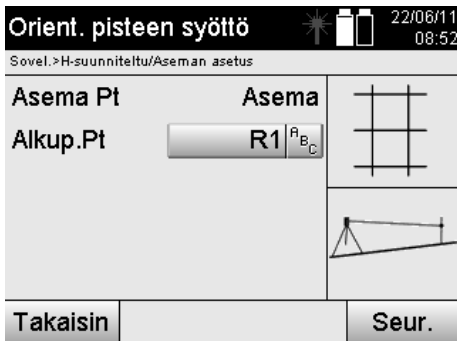 Orient. pisteen syöttö
22/06/11
08:52
Sovel.>H-suunniteltu/Aseman asetus
Asema Pt Asema
Alkup.Pt R1 ABC
Takaisin Seur.